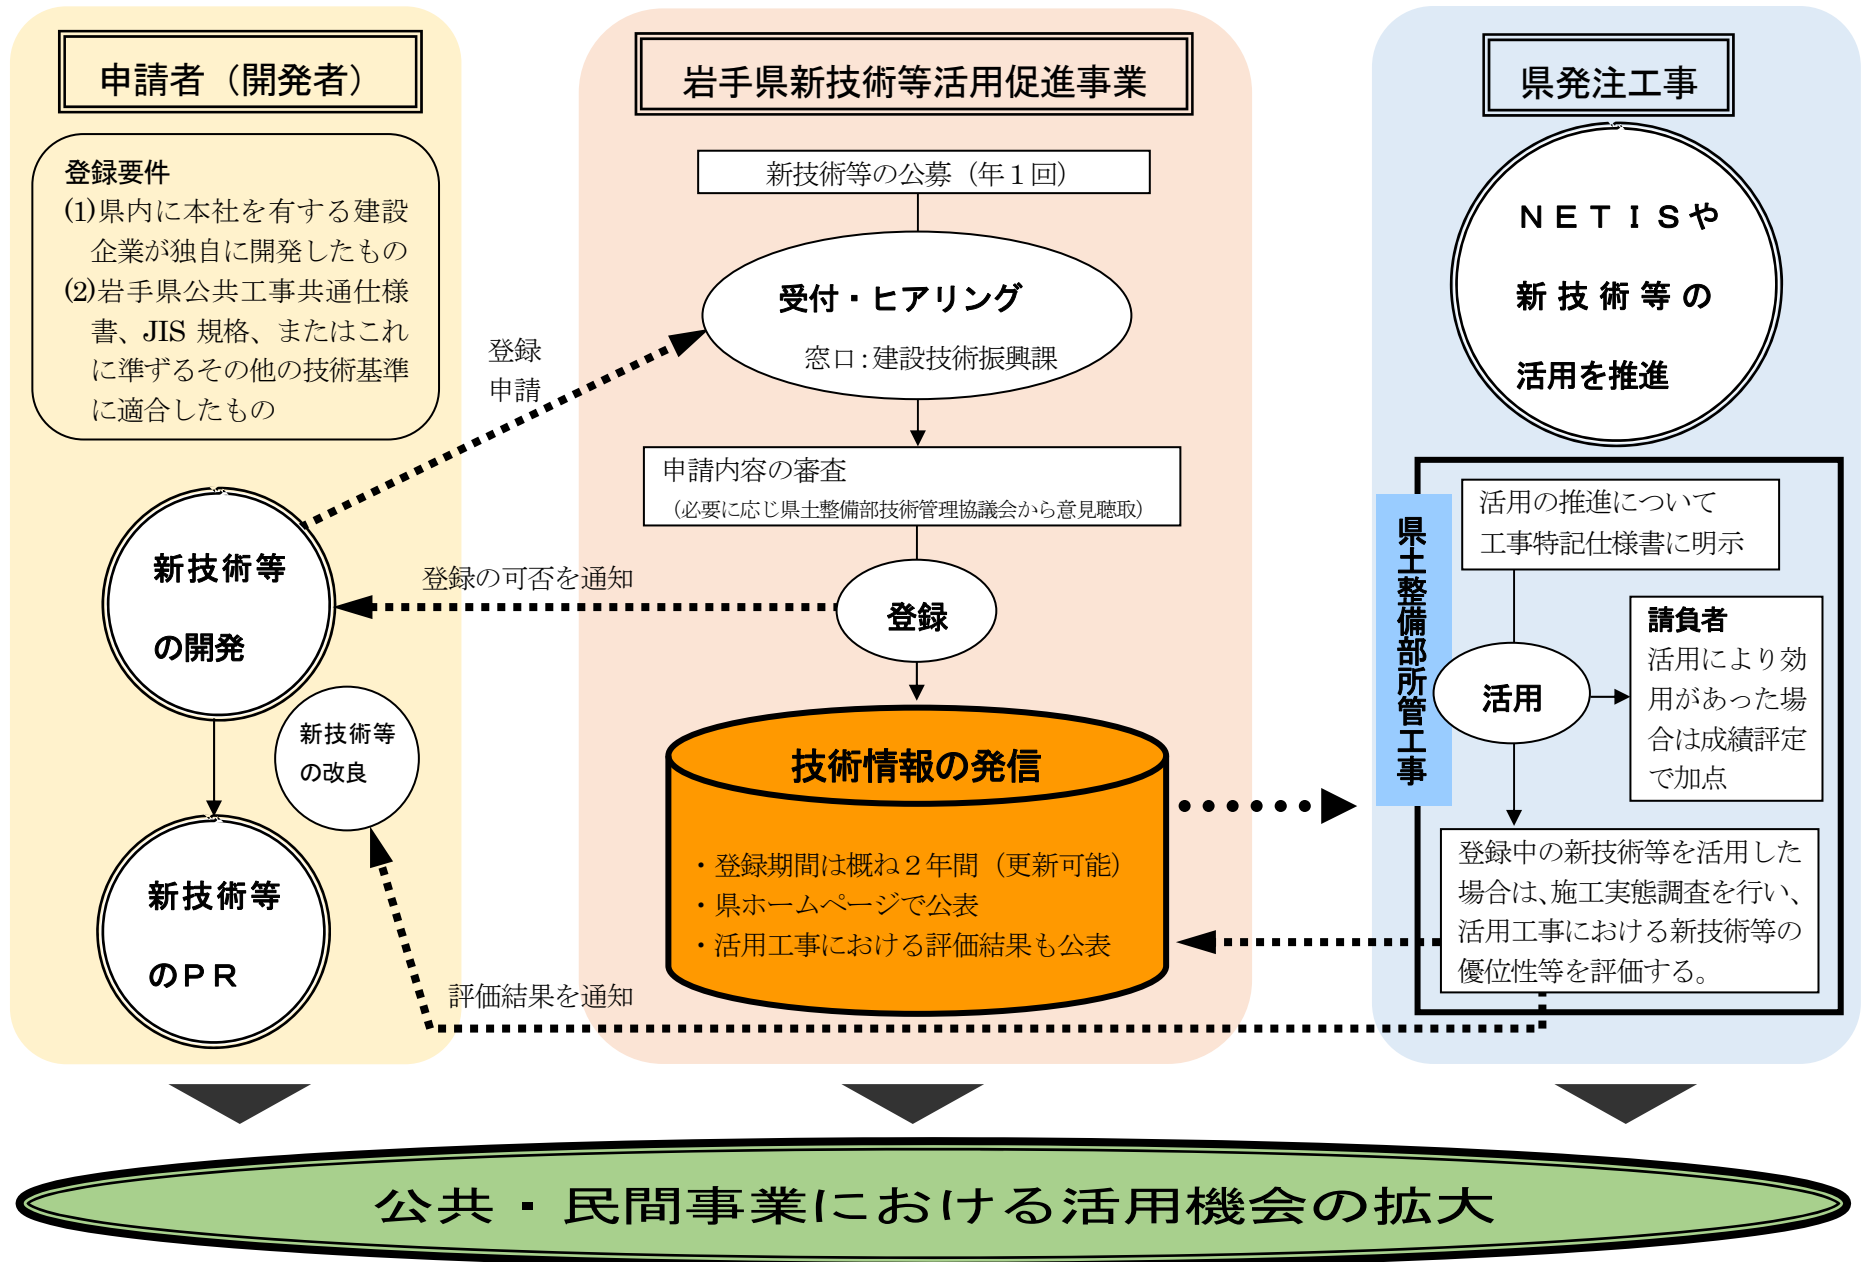 申請者（開発者）
登録要件
(1)県内に本社を有する建設
企業が独自に開発したもの
(2)岩手県公共工事共通仕様
書、JIS 規格、またはこれ
に準ずるその他の技術基準
に適合したもの
新技術等
の開発
新技術等
の改良
新技術等
のＰＲ
登録
申請
登録の可否を通知
評価結果を通知
岩手県新技術等活用促進事業
新技術等の公募（年１回）
受付・ヒアリング
窓口：建設技術振興課
申請内容の審査
（必要に応じ県土整備部技術管理協議会から意見聴取）
登録
技術情報の発信
・登録期間は概ね２年間（更新可能）
・県ホームページで公表
・活用工事における評価結果も公表
県発注工事
ＮＥＴＩＳや
新技術等の
活用を推進
県土整備部所管工事
活用の推進について
工事特記仕様書に明示
活用
請負者
活用により効
用があった場
合は成績評定
で加点
登録中の新技術等を活用した
場合は、施工実態調査を行い、
活用工事における新技術等の
優位性等を評価する。
公共・民間事業における活用機会の拡大